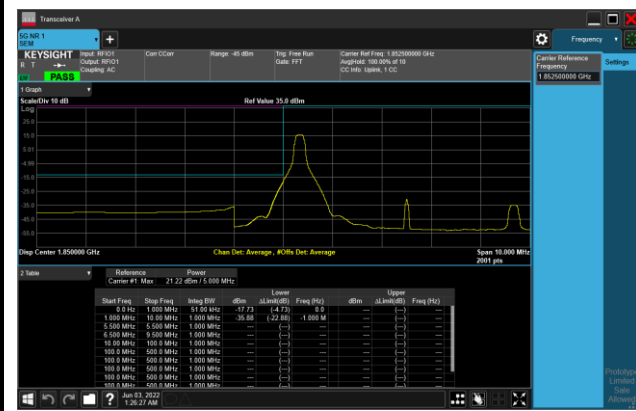 Transceiver A
5G NR 1
SEM
+
Frequency
KEYSIGHT Input: RFIO1 Corr CCorr Range: -45 dBm Trig: Free Run Carrier Ref Freq: 1.852500000 GHz
R T Output: RFIO1 Gate: FFT Avg|Hold: 100.00% of 10
Coupling: AC CC Info: Uplink, 1 CC
PASS
Carrier Reference
Frequency
1.852500000 GHz
Settings
1 Graph
Scale/Div 10 dB Ref Value 35.0 dBm
Log
25.0
15.0
5.01
-4.99
-15.0
-25.0
-35.0
-45.0
-55.0
Disp Center 1.850000 GHz Chan Det: Average , #Offs Det: Average Span 10.000 MHz
2001 pts
2 Table
Reference Power
Carrier #1: Max 21.22 dBm / 5.000 MHz
Lower Upper
Start Freq Stop Freq Integ BW dBm ΔLimit(dB) Freq (Hz) dBm ΔLimit(dB) Freq (Hz)
0.0 Hz 1.000 MHz 51.00 kHz -17.73 (-4.73) 0.0 --- (---) ---
1.000 MHz 10.00 MHz 1.000 MHz -35.88 (-22.88) -1.000 M --- (---) ---
5.500 MHz 5.500 MHz 1.000 MHz --- (---) --- --- (---) ---
6.500 MHz 9.500 MHz 1.000 MHz --- (---) --- --- (---) ---
10.00 MHz 100.0 MHz 1.000 MHz --- (---) --- --- (---) ---
100.0 MHz 500.0 MHz 1.000 MHz --- (---) --- --- (---) ---
100.0 MHz 500.0 MHz 1.000 MHz --- (---) --- --- (---) ---
100.0 MHz 500.0 MHz 1.000 MHz --- (---) --- --- (---) ---
100.0 MHz 500.0 MHz 1.000 MHz --- (---) --- --- (---) ---
100.0 MHz 500.0 MHz 1.000 MHz --- (---) --- --- (---) ---
Jun 03, 2022
1:26:27 AM
Prototype
Limited
Sale
Allowed